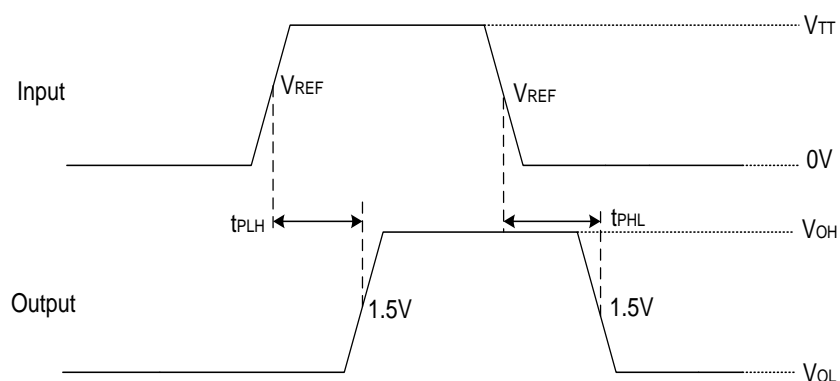 VTT
Input
VREF
VREF
0V
tPLH
tPHL
VOH
Output
1.5V
1.5V
VOL